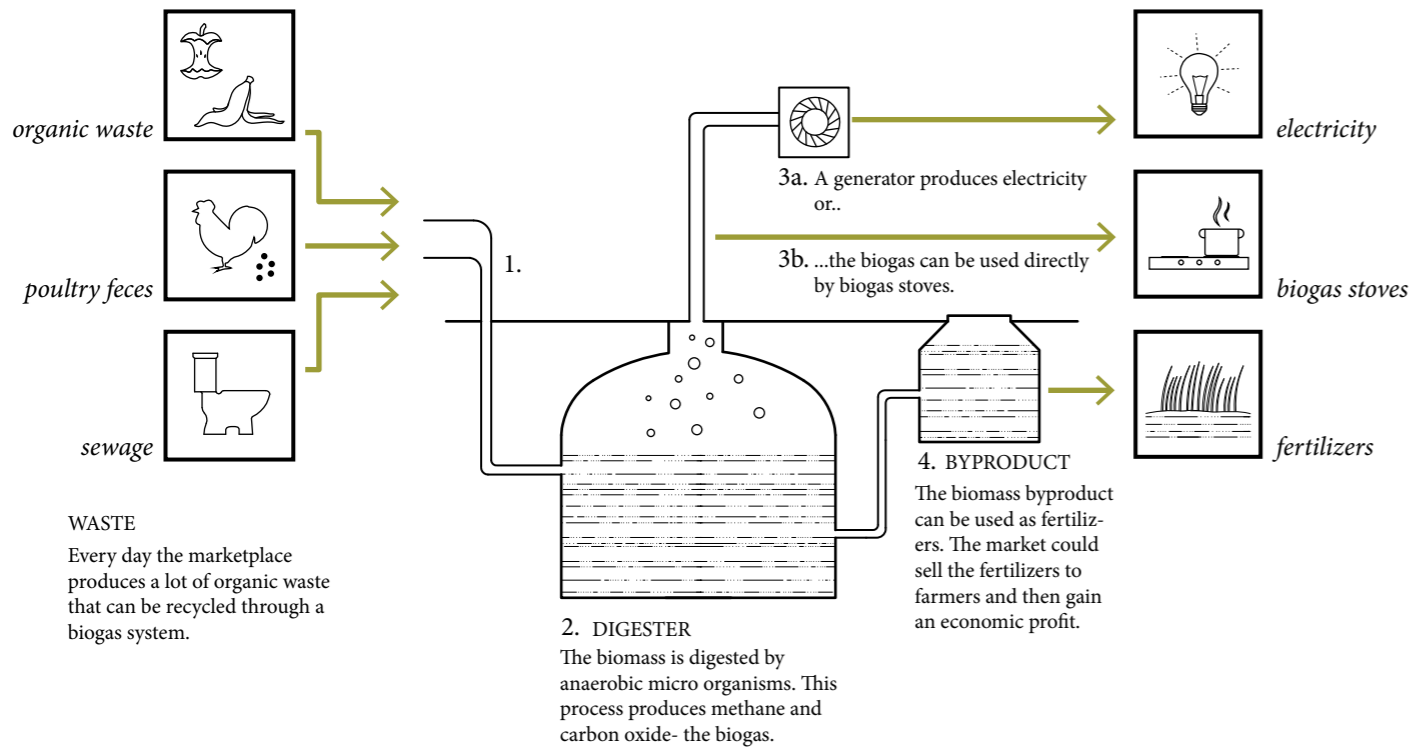 organic waste
poultry feces
sewage
WASTE
Every day the marketplace
produces a lot of organic waste
that can be recycled through a
biogas system.
1.
2. DIGESTER
The biomass is digested by
anaerobic micro organisms. This
process produces methane and
carbon oxide- the biogas.
3a. A generator produces electricity
or..
3b. ...the biogas can be used directly
by biogas stoves.
4. BYPRODUCT
The biomass byproduct
can be used as fertiliz-
ers. The market could
sell the fertilizers to
farmers and then gain
an economic profit.
electricity
biogas stoves
fertilizers